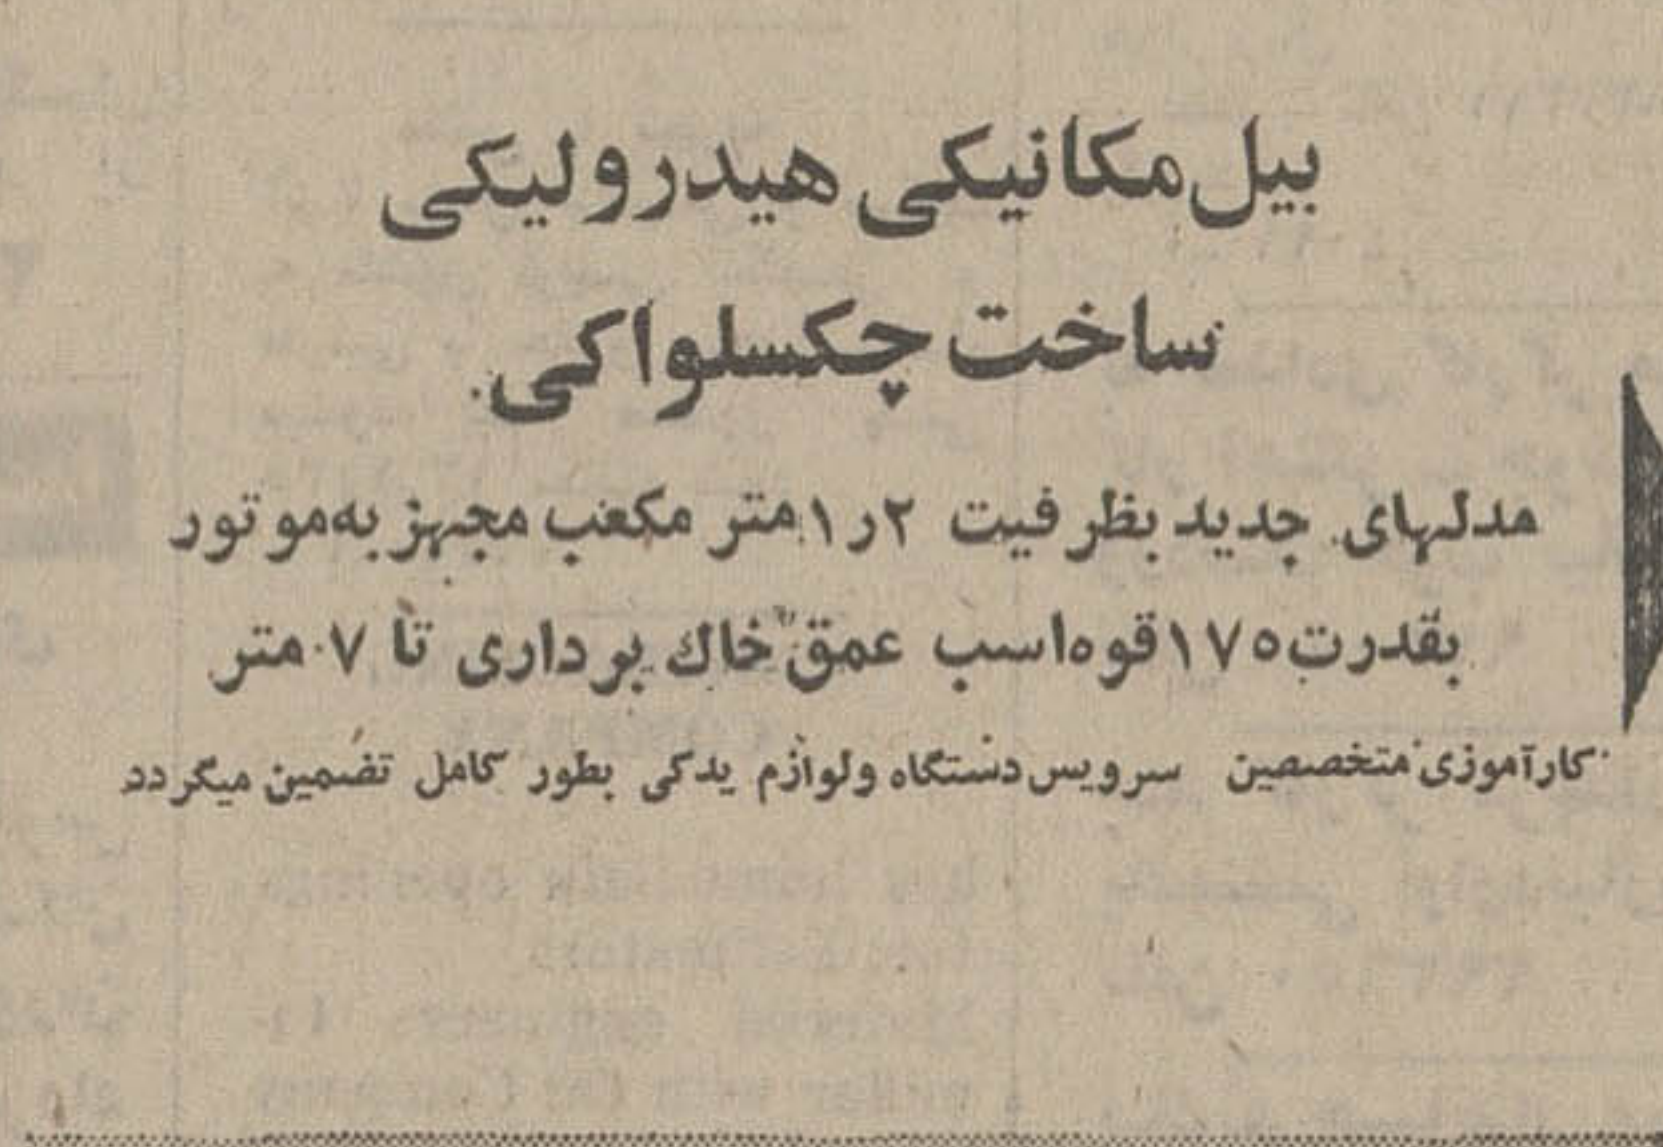 بیل مکانیکی هیدرولیکی
ساخت چکسلواکی
مدلهای جدید بظرفیت ۲ر۱ متر مکعب مجهز به موتور
بقدرت ۱۷۵ قوه اسب عمق خاك برداری تا ۷ متر
کارآموزی متخصصین سرویس دستگاه ولوازم یدکی بطور کامل تضمین میگردد